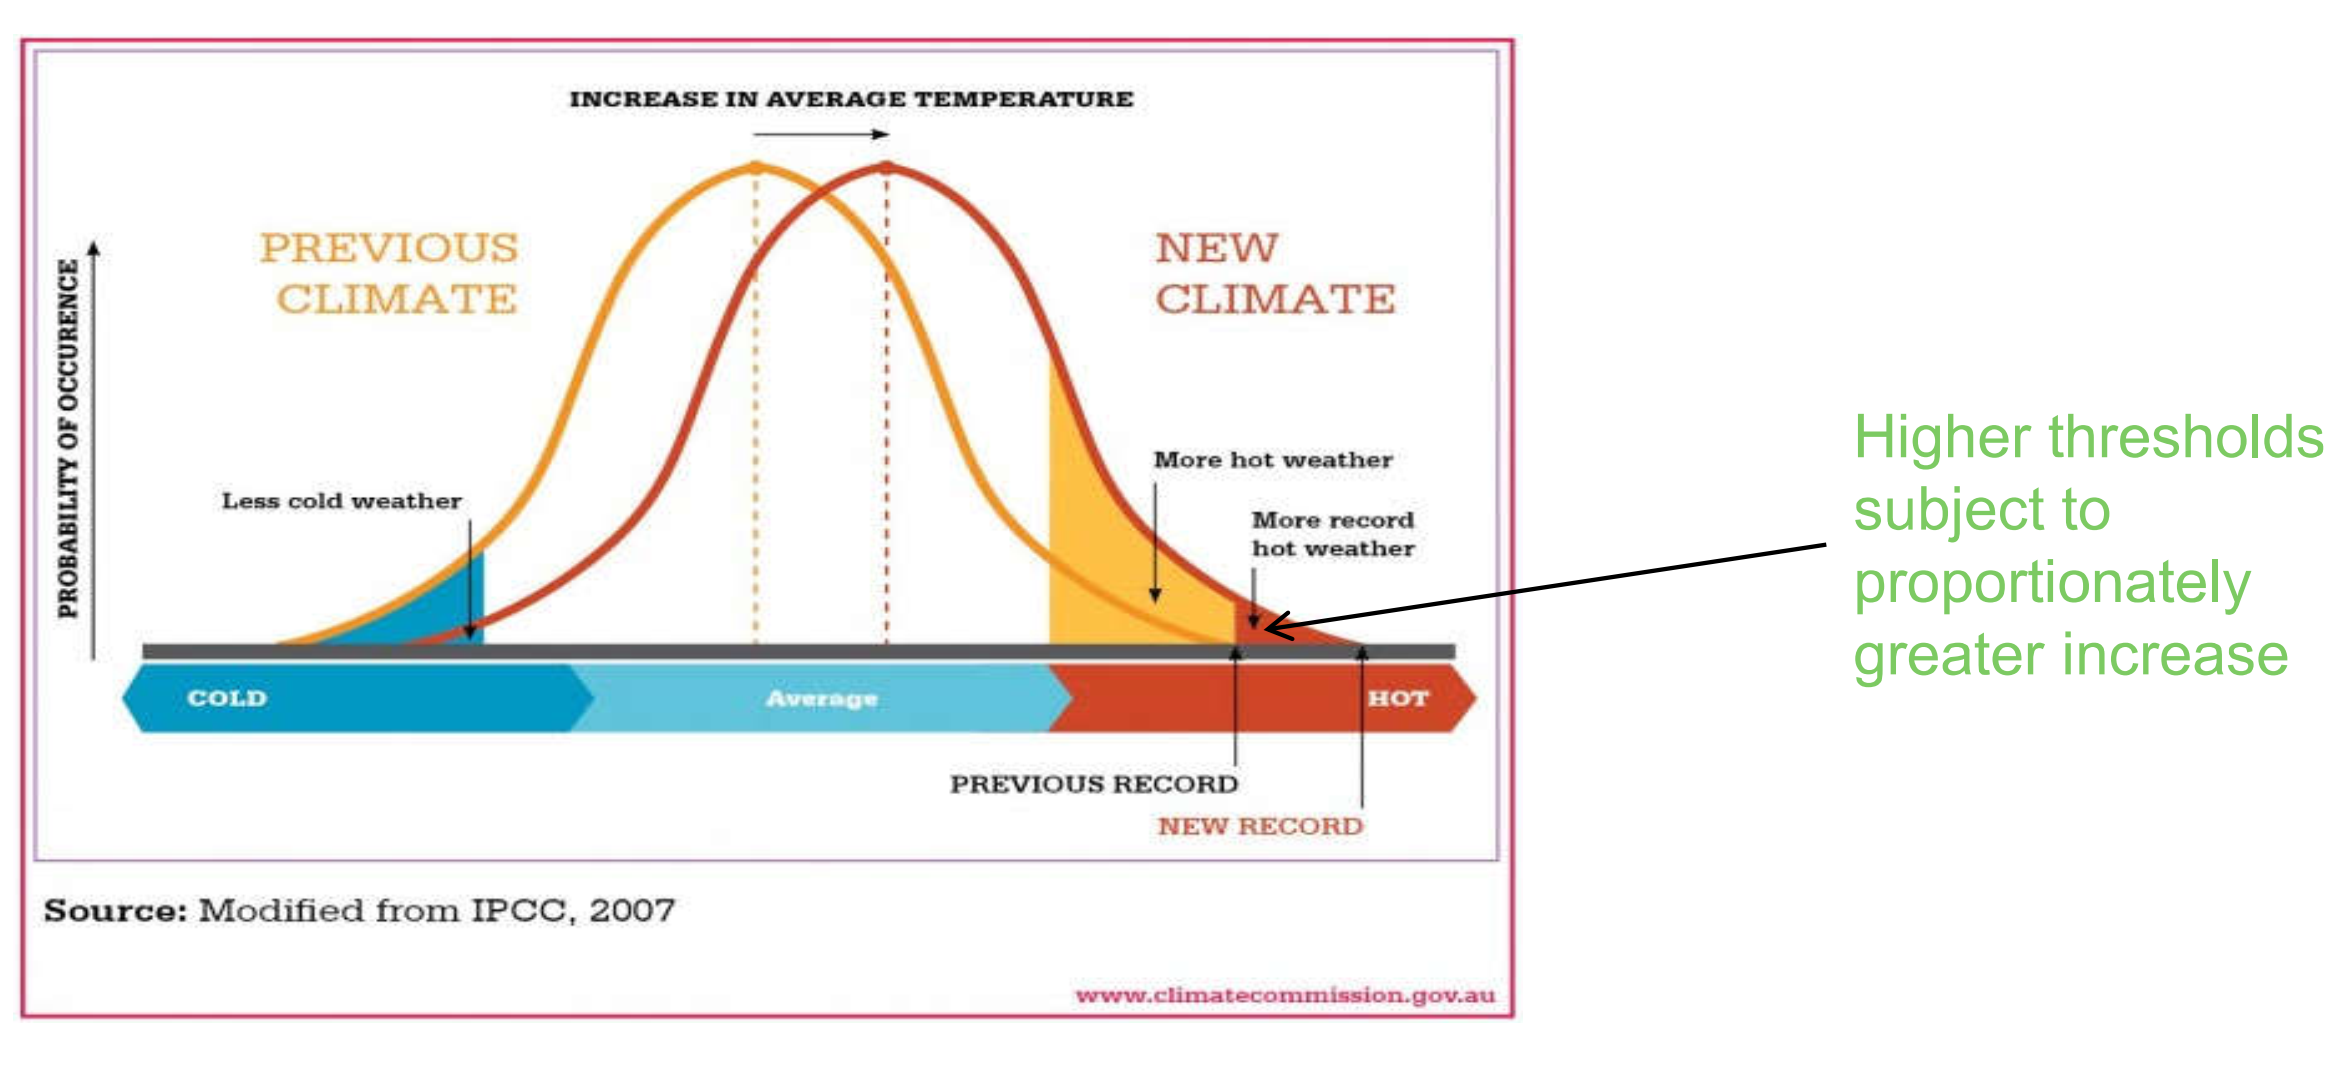 INCREASE IN AVERAGE TEMPERATURE
PREVIOUS
CLIMATE
NEW
CLIMATE
PROBABILITY OF OCCURENCE
Less cold weather
More hot weather
More record
hot weather
COLD
Average
HOT
PREVIOUS RECORD
NEW RECORD
Source: Modified from IPCC, 2007
www.climatecommission.gov.au
Higher thresholds
subject to
proportionately
greater increase